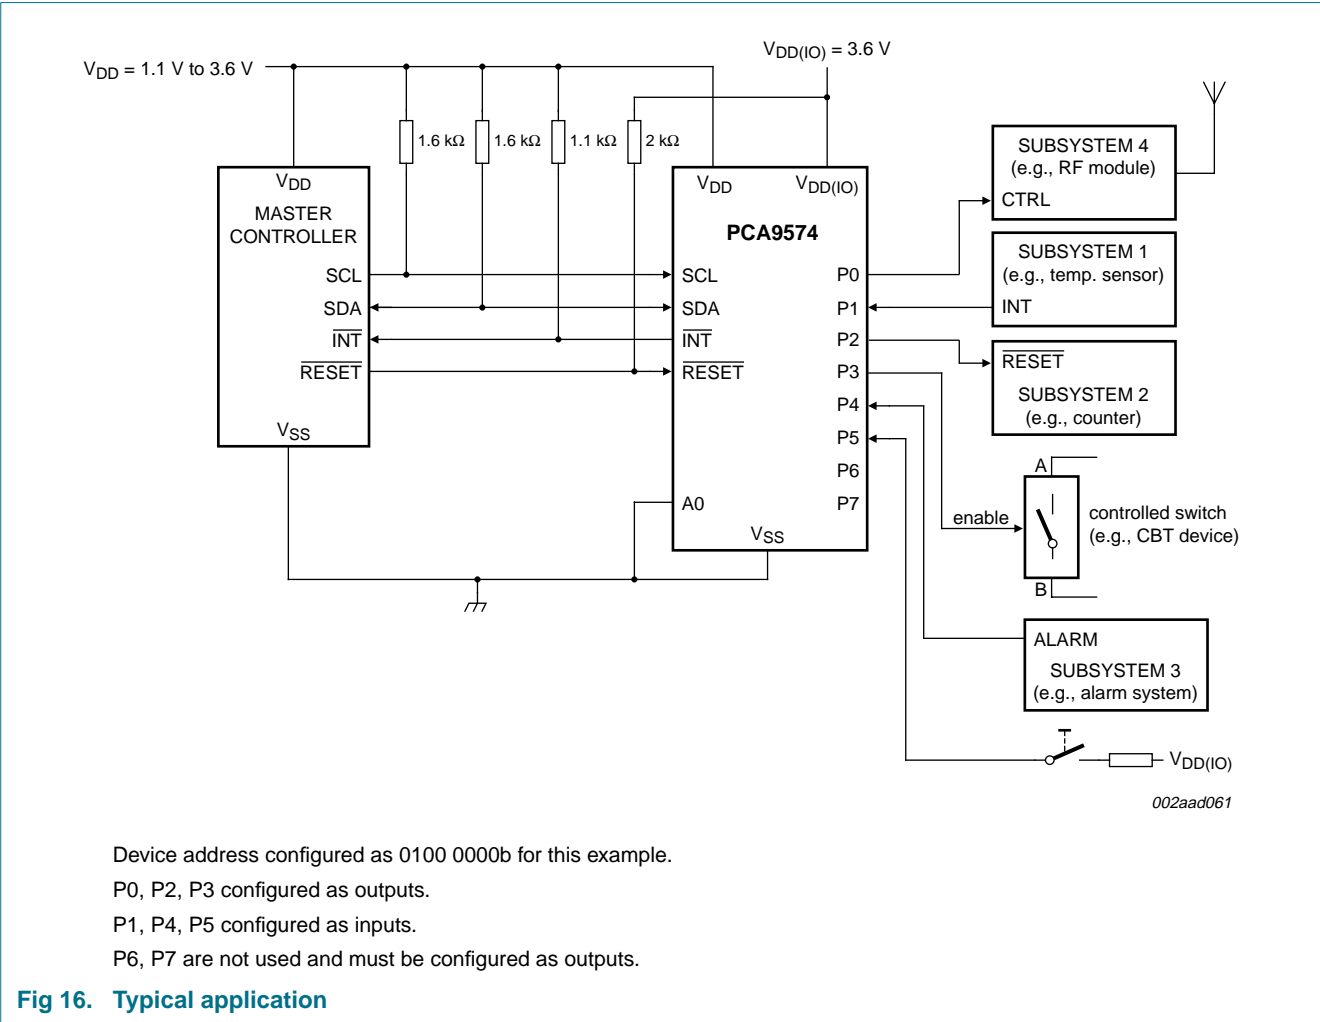 VDD = 1.1 V to 3.6 V
VDD(IO) = 3.6 V
1.6 kΩ
1.6 kΩ
1.1 kΩ
2 kΩ
VDD
MASTER
CONTROLLER
SCL
SDA
INT
RESET
VSS
VDD
VDD(IO)
PCA9574
SCL
SDA
INT
RESET
A0
VSS
P0
P1
P2
P3
P4
P5
P6
P7
SUBSYSTEM 4
(e.g., RF module)
CTRL
SUBSYSTEM 1
(e.g., temp. sensor)
INT
RESET
SUBSYSTEM 2
(e.g., counter)
A
enable
controlled switch
(e.g., CBT device)
B
ALARM
SUBSYSTEM 3
(e.g., alarm system)
VDD(IO)
002aad061
Device address configured as 0100 0000b for this example.
P0, P2, P3 configured as outputs.
P1, P4, P5 configured as inputs.
P6, P7 are not used and must be configured as outputs.
Fig 16. Typical application